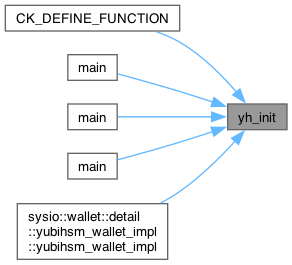 CK_DEFINE_FUNCTION
main
main
main
sysio::wallet::detail
::yubihsm_wallet_impl
::yubihsm_wallet_impl
yh_init